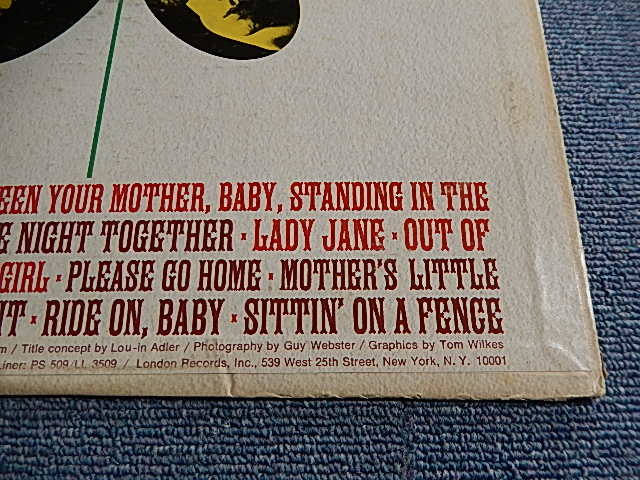 EEN YOUR MOTHER, BABY, STANDING IN THE
E NIGHT TOGETHER · LADY JANE · OUT OF
GIRL · PLEASE GO HOME · MOTHER'S LITTLE
T · RIDE ON, BABY · SITTIN' ON A FENCE
m / Title concept by Lou-in Adler / Photography by Guy Webster / Graphics by Tom Wilkes
Liner: PS 509/LL 3509 / London Records, Inc., 539 West 25th Street, New York, N. Y. 10001